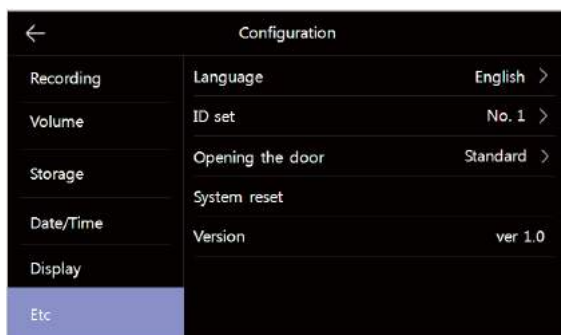 Configuration
Recording
Volume
Storage
Date/Time
Display
Etc
Language English
ID set No. 1
Opening the door Standard
System reset
Version ver 1.0